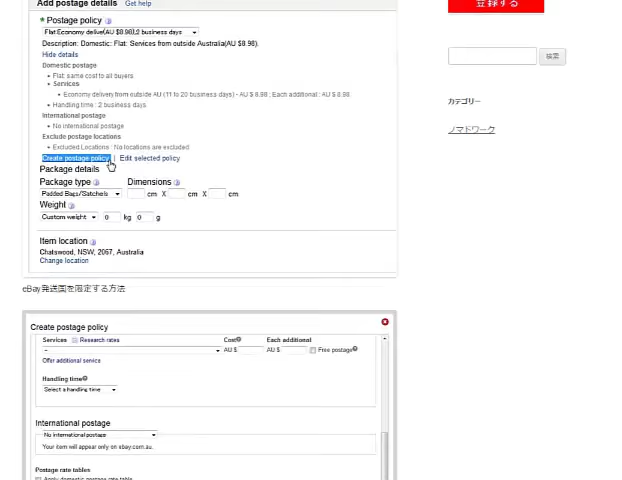 Add postage details Get help
* Postage policy
Flat:Economy delive(AU $8.98),2 business days
Description: Domestic: Flat: Services from outside Australia(AU $8.98).
Hide details
Domestic postage
• Flat: same cost to all buyers
• Services
• Economy delivery from outside AU (11 to 20 business days) - AU $ 8.98 : Each additional : AU $ 8.98
• Handling time : 2 business days
International postage
• No international postage
Exclude postage locations
• Excluded Locations : No locations are excluded
Create postage policy | Edit selected policy
Package details
Package type Dimensions
Padded Bags/Satchels cm X cm X cm
Weight
Custom weight 0 kg 0 g
Item location
Chatswood, NSW, 2067, Australia
Change location
eBay発送国を限定する方法
Create postage policy
Services Research rates Cost Each additional
- AU $ AU $ Free postage
Offer additional service
Handling time
Select a handling time
International postage
No international postage
Your item will appear only on ebay.com.au.
Postage rate tables
Apply domestic postage rate table
登録する
検索
カテゴリー
ノマドワーク